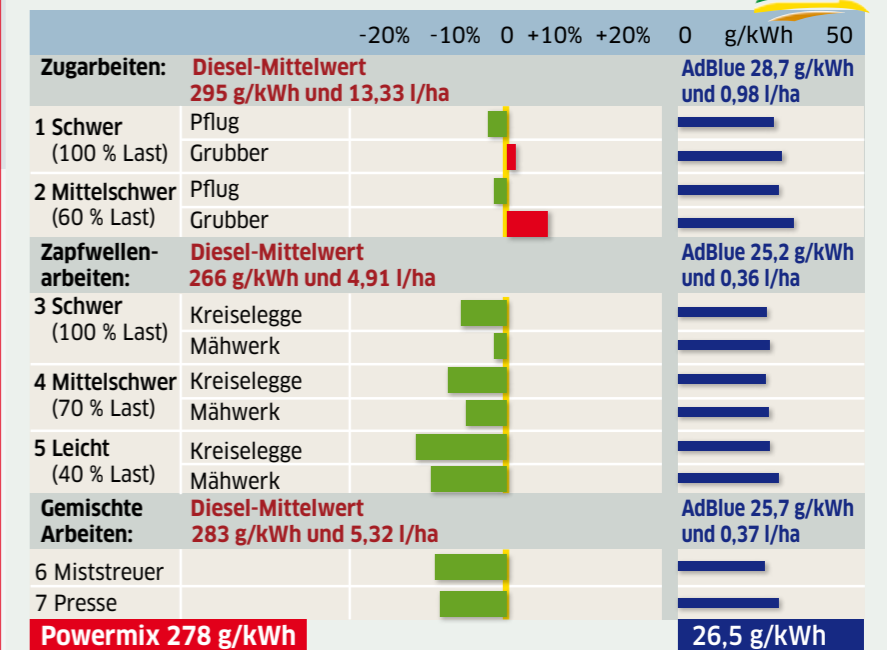 -20% -10% 0 +10% +20% 0 g/kWh 50
Zugarbeiten: Diesel-Mittelwert AdBlue 28,7 g/kWh
295 g/kWh und 13,33 l/ha und 0,98 l/ha
1 Schwer Pflug
(100 % Last) Grubber
2 Mittelschwer Pflug
(60 % Last) Grubber
Zapfwellen- Diesel-Mittelwert AdBlue 25,2 g/kWh
arbeiten: 266 g/kWh und 4,91 l/ha und 0,36 l/ha
3 Schwer Kreiselegge
(100 % Last) Mähwerk
4 Mittelschwer Kreiselegge
(70 % Last) Mähwerk
5 Leicht Kreiselegge
(40 % Last) Mähwerk
Gemischte Diesel-Mittelwert AdBlue 25,7 g/kWh
Arbeiten: 283 g/kWh und 5,32 l/ha und 0,37 l/ha
6 Miststreuer
7 Presse
Powermix 278 g/kWh 26,5 g/kWh